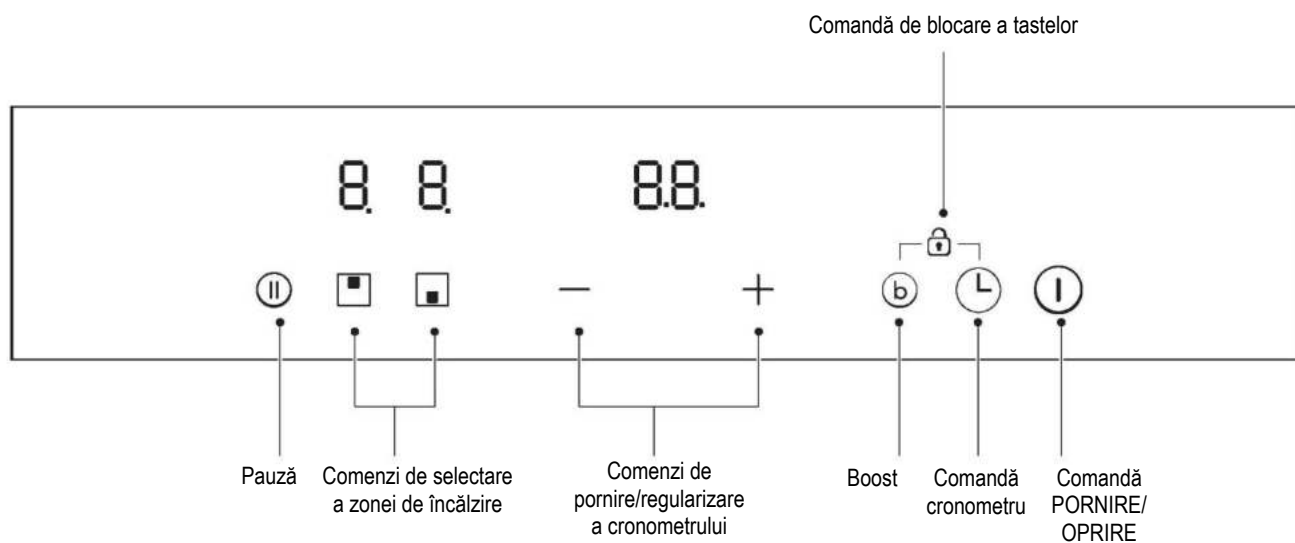 Comandă de blocare a tastelor
8. 8. 8.8.
b
Pauză
Comenzi de selectare
a zonei de încălzire
Comenzi de
pornire/regularizare
a cronometrului
Boost
Comandă
cronometru
Comandă
PORNIRE/
OPRIRE